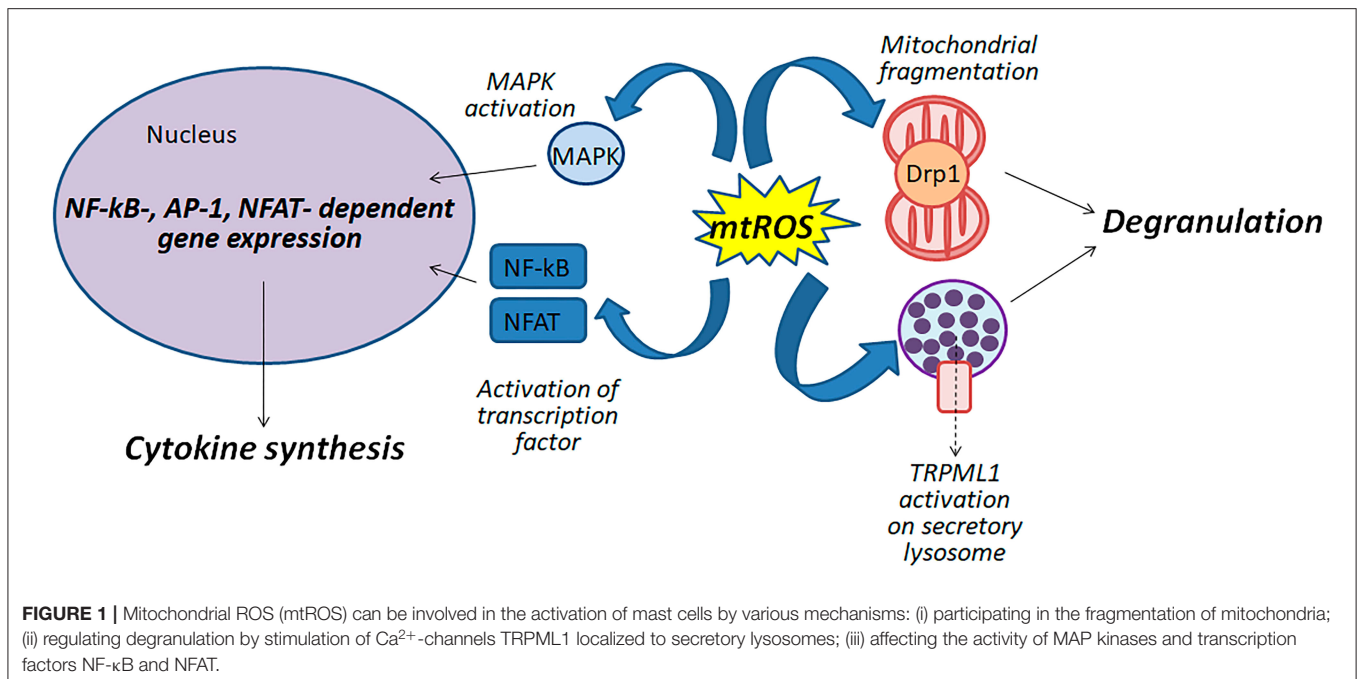 Mitochondrial
fragmentation
MAPK
activation
Nucleus
MAPK
Drp1
NF-kB-, AP-1, NFAT- dependent
gene expression
mtROS
Degranulation
NF-kB
NFAT
Activation of
transcription
factor
Cytokine synthesis
TRPML1
activation
on secretory
lysosome
FIGURE 1 | Mitochondrial ROS (mtROS) can be involved in the activation of mast cells by various mechanisms: (i) participating in the fragmentation of mitochondria;
(ii) regulating degranulation by stimulation of Ca²⁺-channels TRPML1 localized to secretory lysosomes; (iii) affecting the activity of MAP kinases and transcription
factors NF-κB and NFAT.